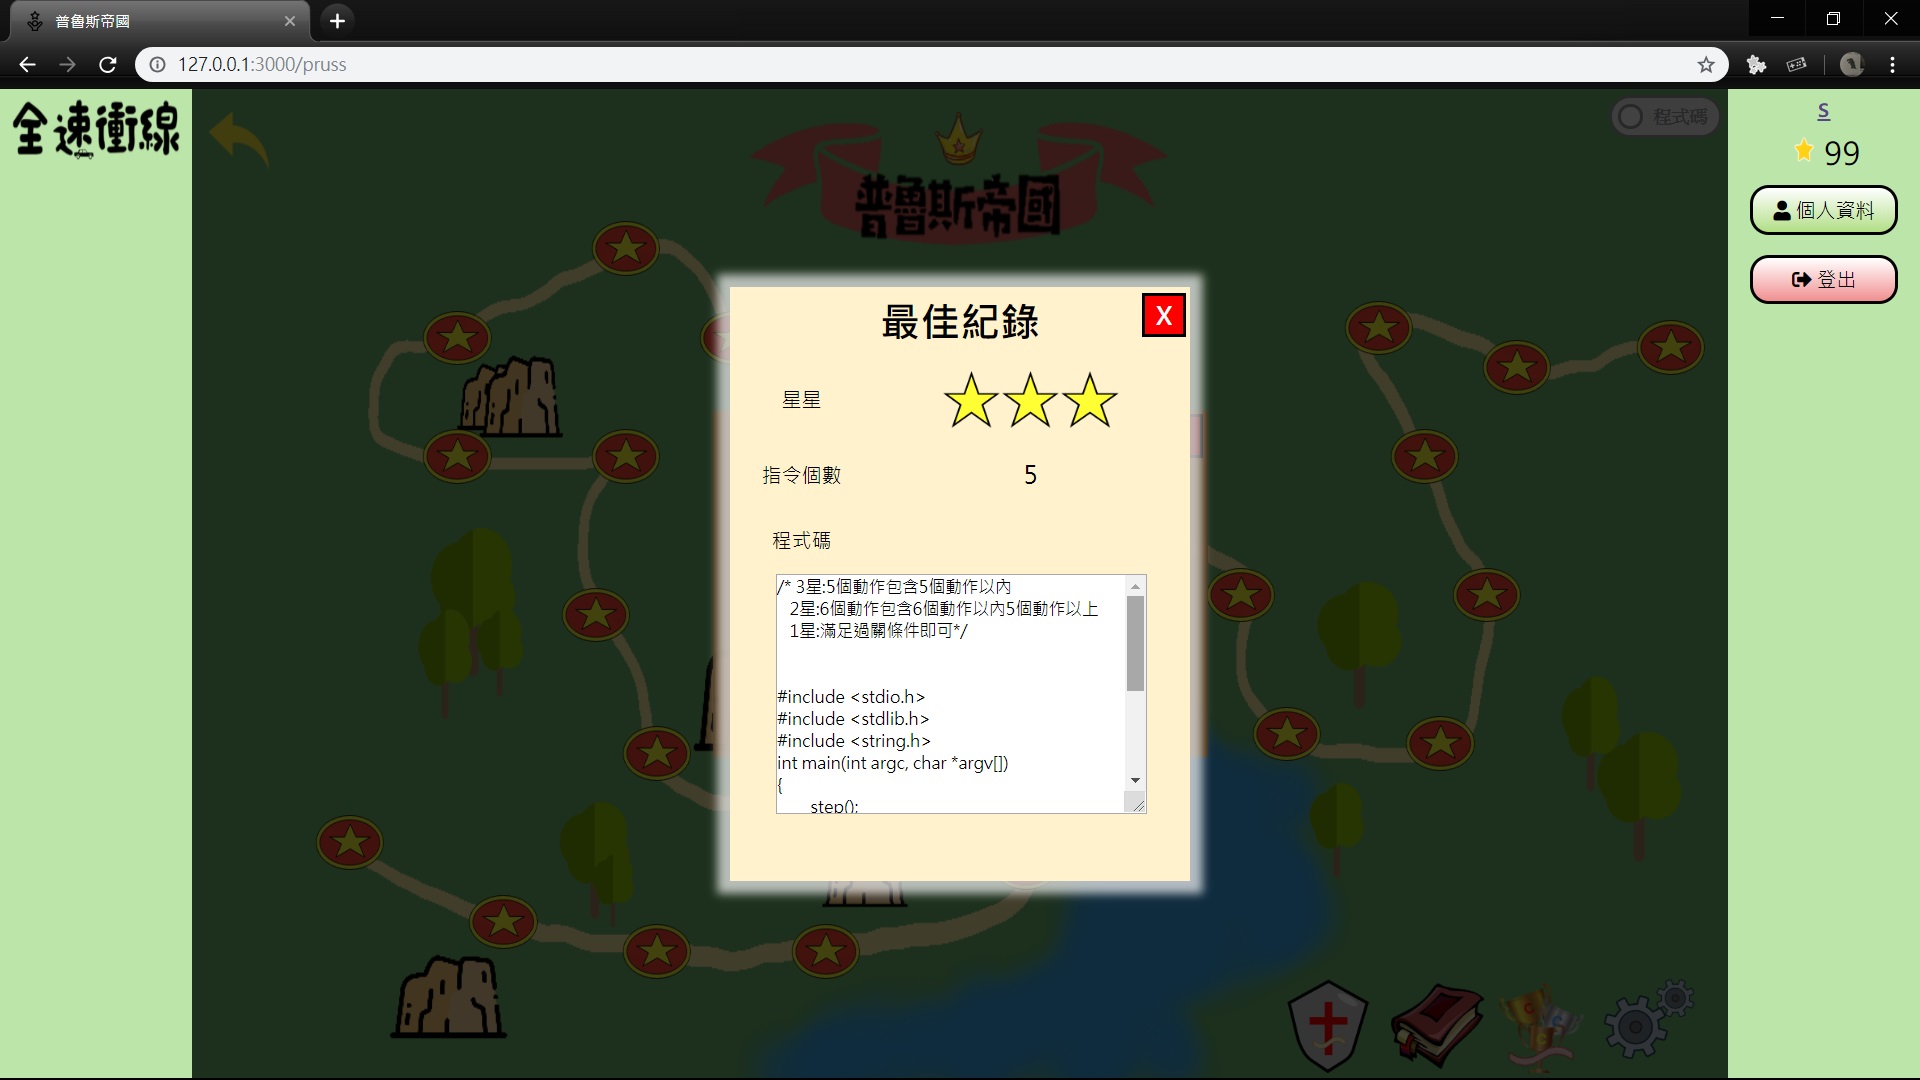 普魯斯帝國
127.0.0.1:3000/pruss
全速衝線
程式碼
普魯斯帝國
S
99
個人資料
登出
最佳紀錄
X
星星
指令個數
5
程式碼
/* 3星:5個動作包含5個動作以內
2星:6個動作包含6個動作以內5個動作以上
1星:滿足過關條件即可*/
#include <stdio.h>
#include <stdlib.h>
#include <string.h>
int main(int argc, char *argv[])
{
step();